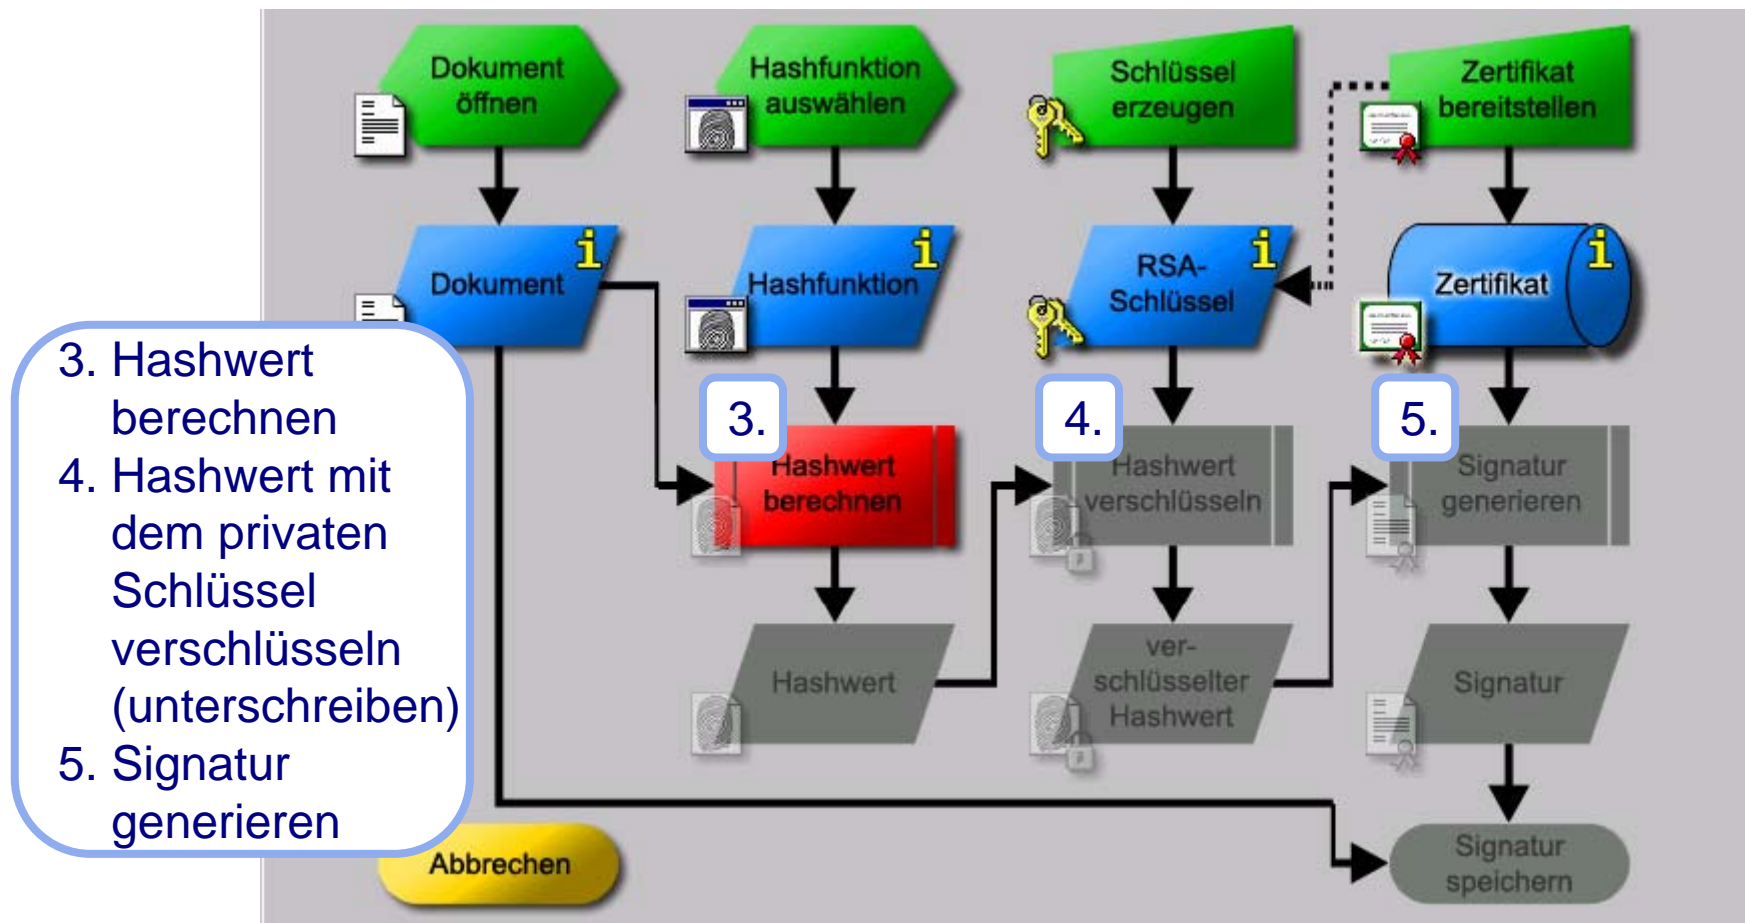 Dokument
öffnen
Hashfunktion
auswählen
Schlüssel
erzeugen
Zertifikat
bereitstellen
Dokument
i
Hashfunktion
i
RSA-
Schlüssel
i
Zertifikat
i
3. Hashwert
berechnen
4. Hashwert mit
dem privaten
Schlüssel
verschlüsseln
(unterschreiben)
5. Signatur
generieren
3.
Hashwert
berechnen
4.
Hashwert
verschlüsseln
5.
Signatur
generieren
Hashwert
ver-
schlüsselter
Hashwert
Signatur
Abbrechen
Signatur
speichern